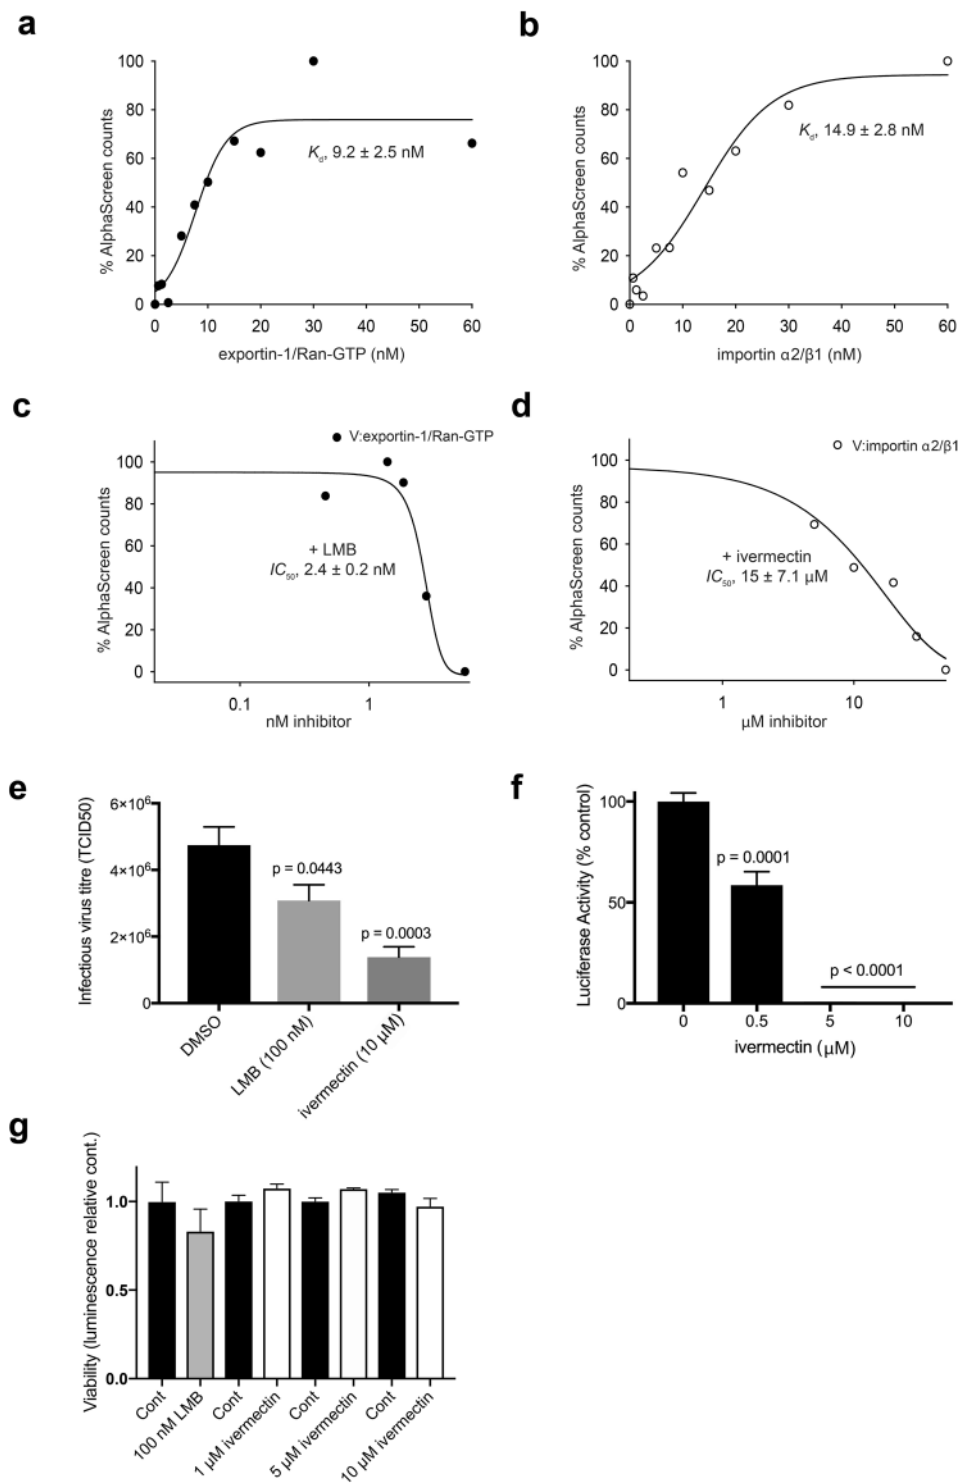 a
100
80
60
40
20
0
% AlphaScreen counts
K_d, 9.2 ± 2.5 nM
0 10 20 30 40 50 60
exportin-1/Ran-GTP (nM)
b
100
80
60
40
20
0
% AlphaScreen counts
K_d, 14.9 ± 2.8 nM
0 10 20 30 40 50 60
importin α2/β1 (nM)
c
V:exportin-1/Ran-GTP
100
80
60
40
20
0
% AlphaScreen counts
+ LMB
IC₅₀, 2.4 ± 0.2 nM
0.1 1
nM inhibitor
d
V:importin α2/β1
100
80
60
40
20
0
% AlphaScreen counts
+ ivermectin
IC₅₀, 15 ± 7.1 µM
1 10
µM inhibitor
e
Infectious virus titre (TCID50)
6×10⁶
4×10⁶
2×10⁶
0
p = 0.0443
p = 0.0003
DMSO
LMB (100 nM)
ivermectin (10 µM)
f
Luciferase Activity (% control)
100
50
0
p = 0.0001
p < 0.0001
0 0.5 5 10
ivermectin (µM)
g
Viability (luminescence relative cont.)
1.0
0.5
0.0
Cont
100 nM LMB
Cont
1 µM ivermectin
Cont
5 µM ivermectin
Cont
10 µM ivermectin